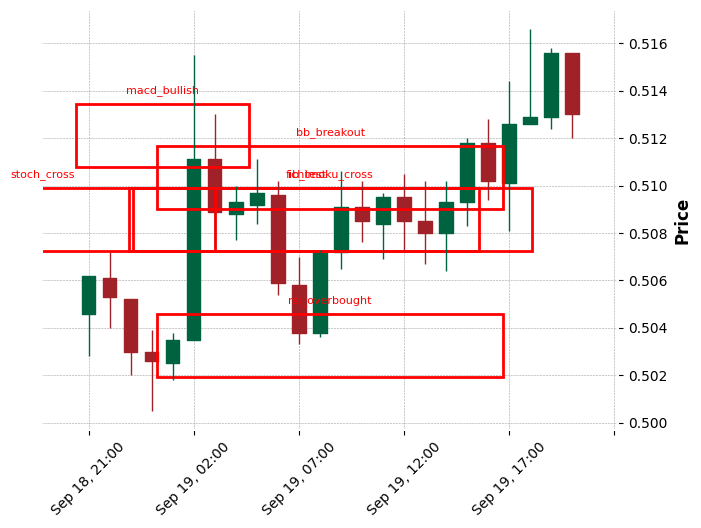 macd_bullish
bb_breakout
stoch_cross
rsi_overbought
0.516
0.514
0.512
0.510
0.508
0.506
0.504
0.502
0.500
Price
Sep 18, 21:00
Sep 19, 02:00
Sep 19, 07:00
Sep 19, 12:00
Sep 19, 17:00